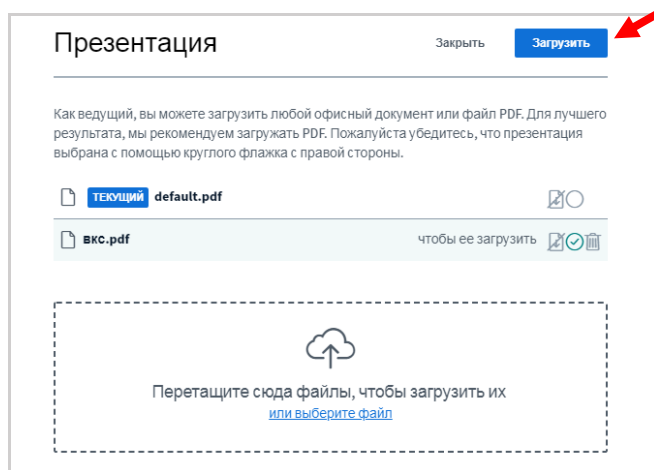 Презентация
Закрыть
Загрузить
Как ведущий, вы можете загрузить любой офисный документ или файл PDF. Для лучшего
результата, мы рекомендуем загружать PDF. Пожалуйста убедитесь, что презентация
выбрана с помощью круглого флажка с правой стороны.
ТЕКУЩИЙ default.pdf
вкс.pdf чтобы ее загрузить
Перетащите сюда файлы, чтобы загрузить их
или выберите файл